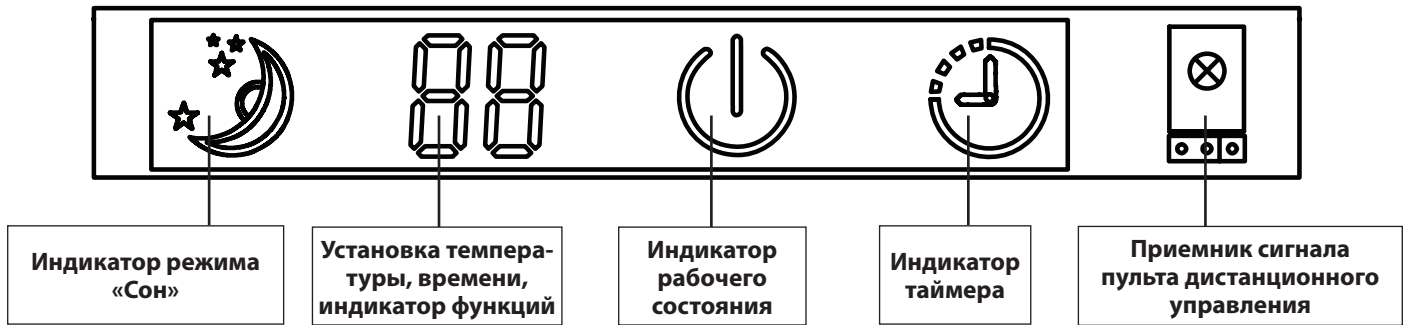 88
Индикатор режима
«Сон»
Установка темпера-
туры, времени,
индикатор функций
Индикатор
рабочего
состояния
Индикатор
таймера
Приемник сигнала
пульта дистанционного
управления